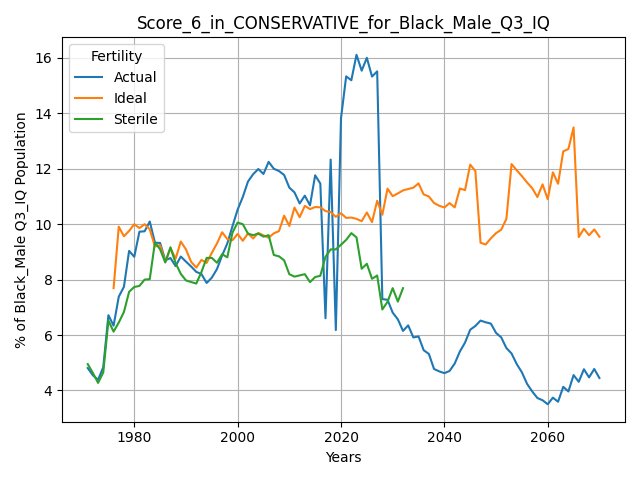 Score_6_in_CONSERVATIVE_for_Black_Male_Q3_IQ
Fertility
Actual
Ideal
Sterile
% of Black_Male Q3_IQ Population
16
14
12
10
8
6
4
1980 2000 2020 2040 2060
Years